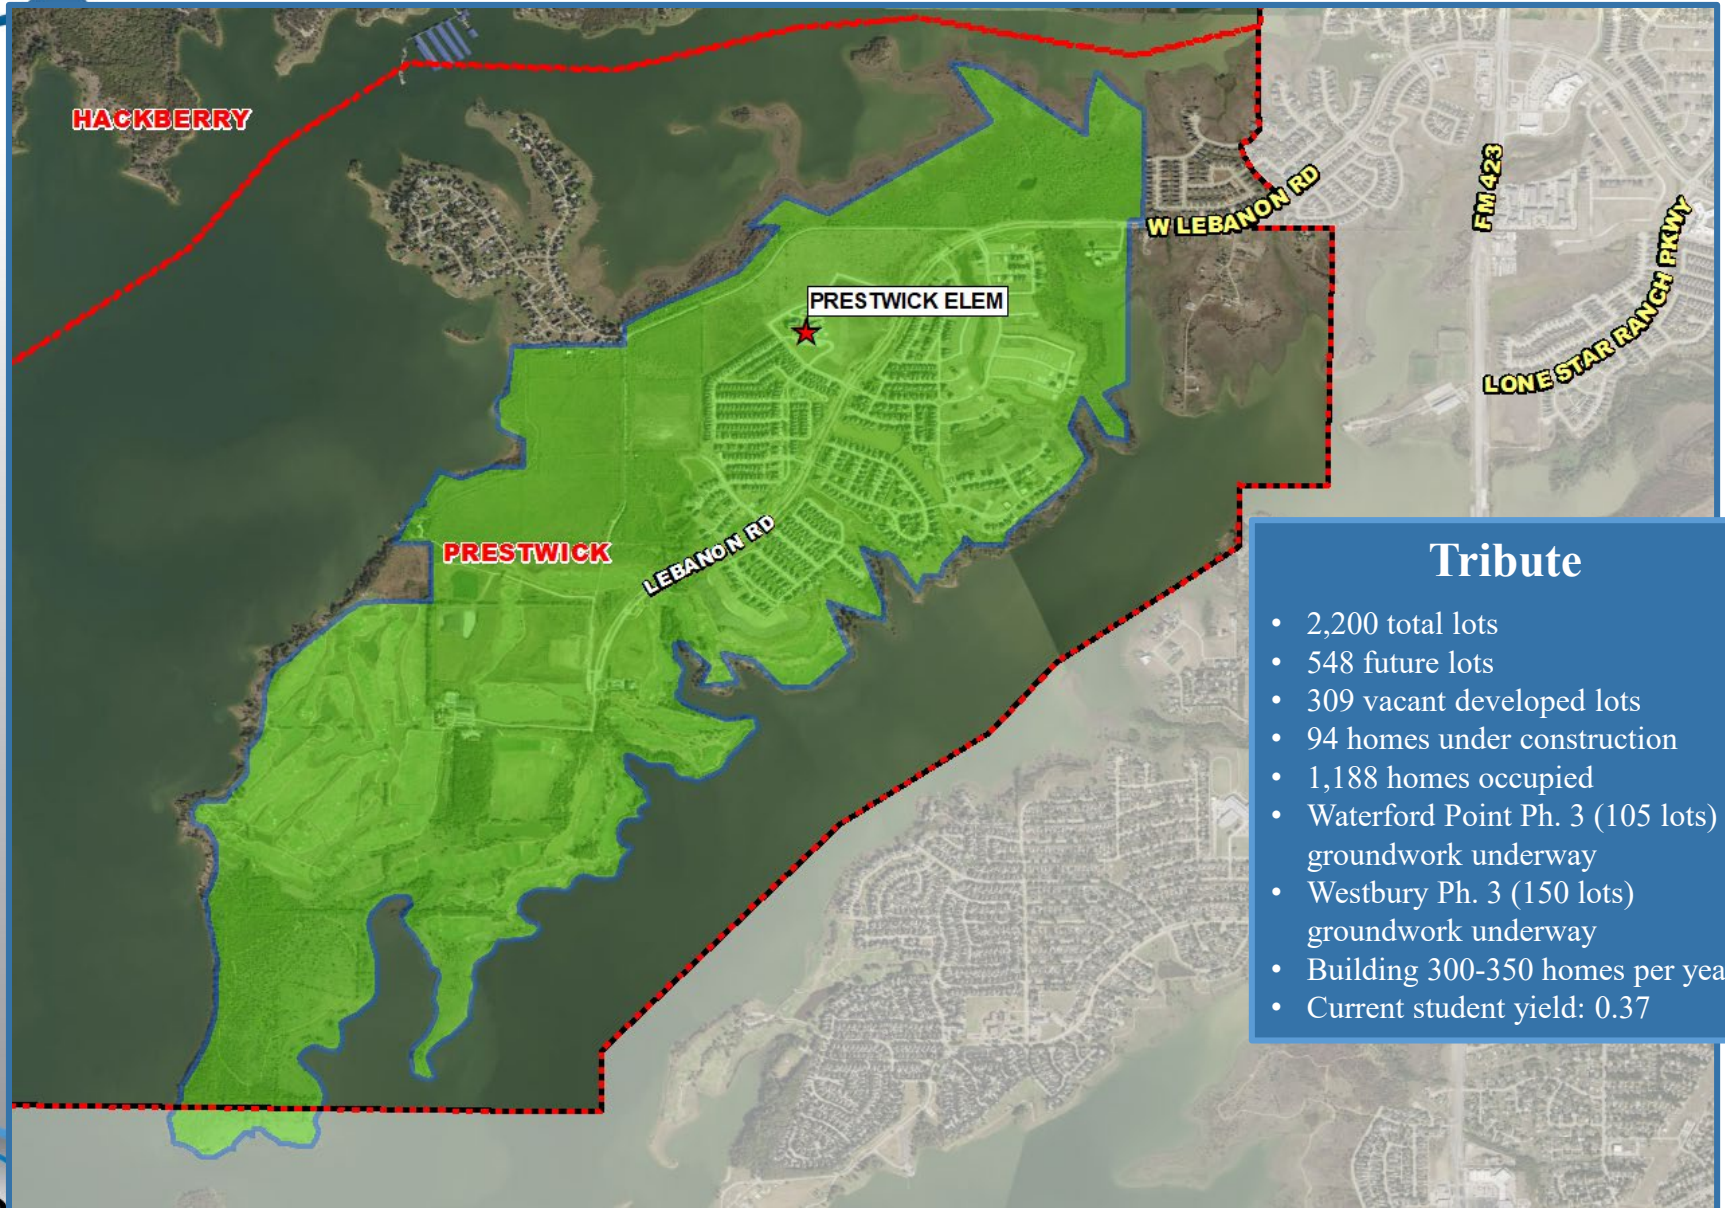 HACKBERRY
W LEBANON RD
FM 423
LONE STAR RANCH PKWY
PRESTWICK ELEM
PRESTWICK
LEBANON RD
Tribute
• 2,200 total lots
• 548 future lots
• 309 vacant developed lots
• 94 homes under construction
• 1,188 homes occupied
• Waterford Point Ph. 3 (105 lots)
groundwork underway
• Westbury Ph. 3 (150 lots)
groundwork underway
• Building 300-350 homes per yea
• Current student yield: 0.37